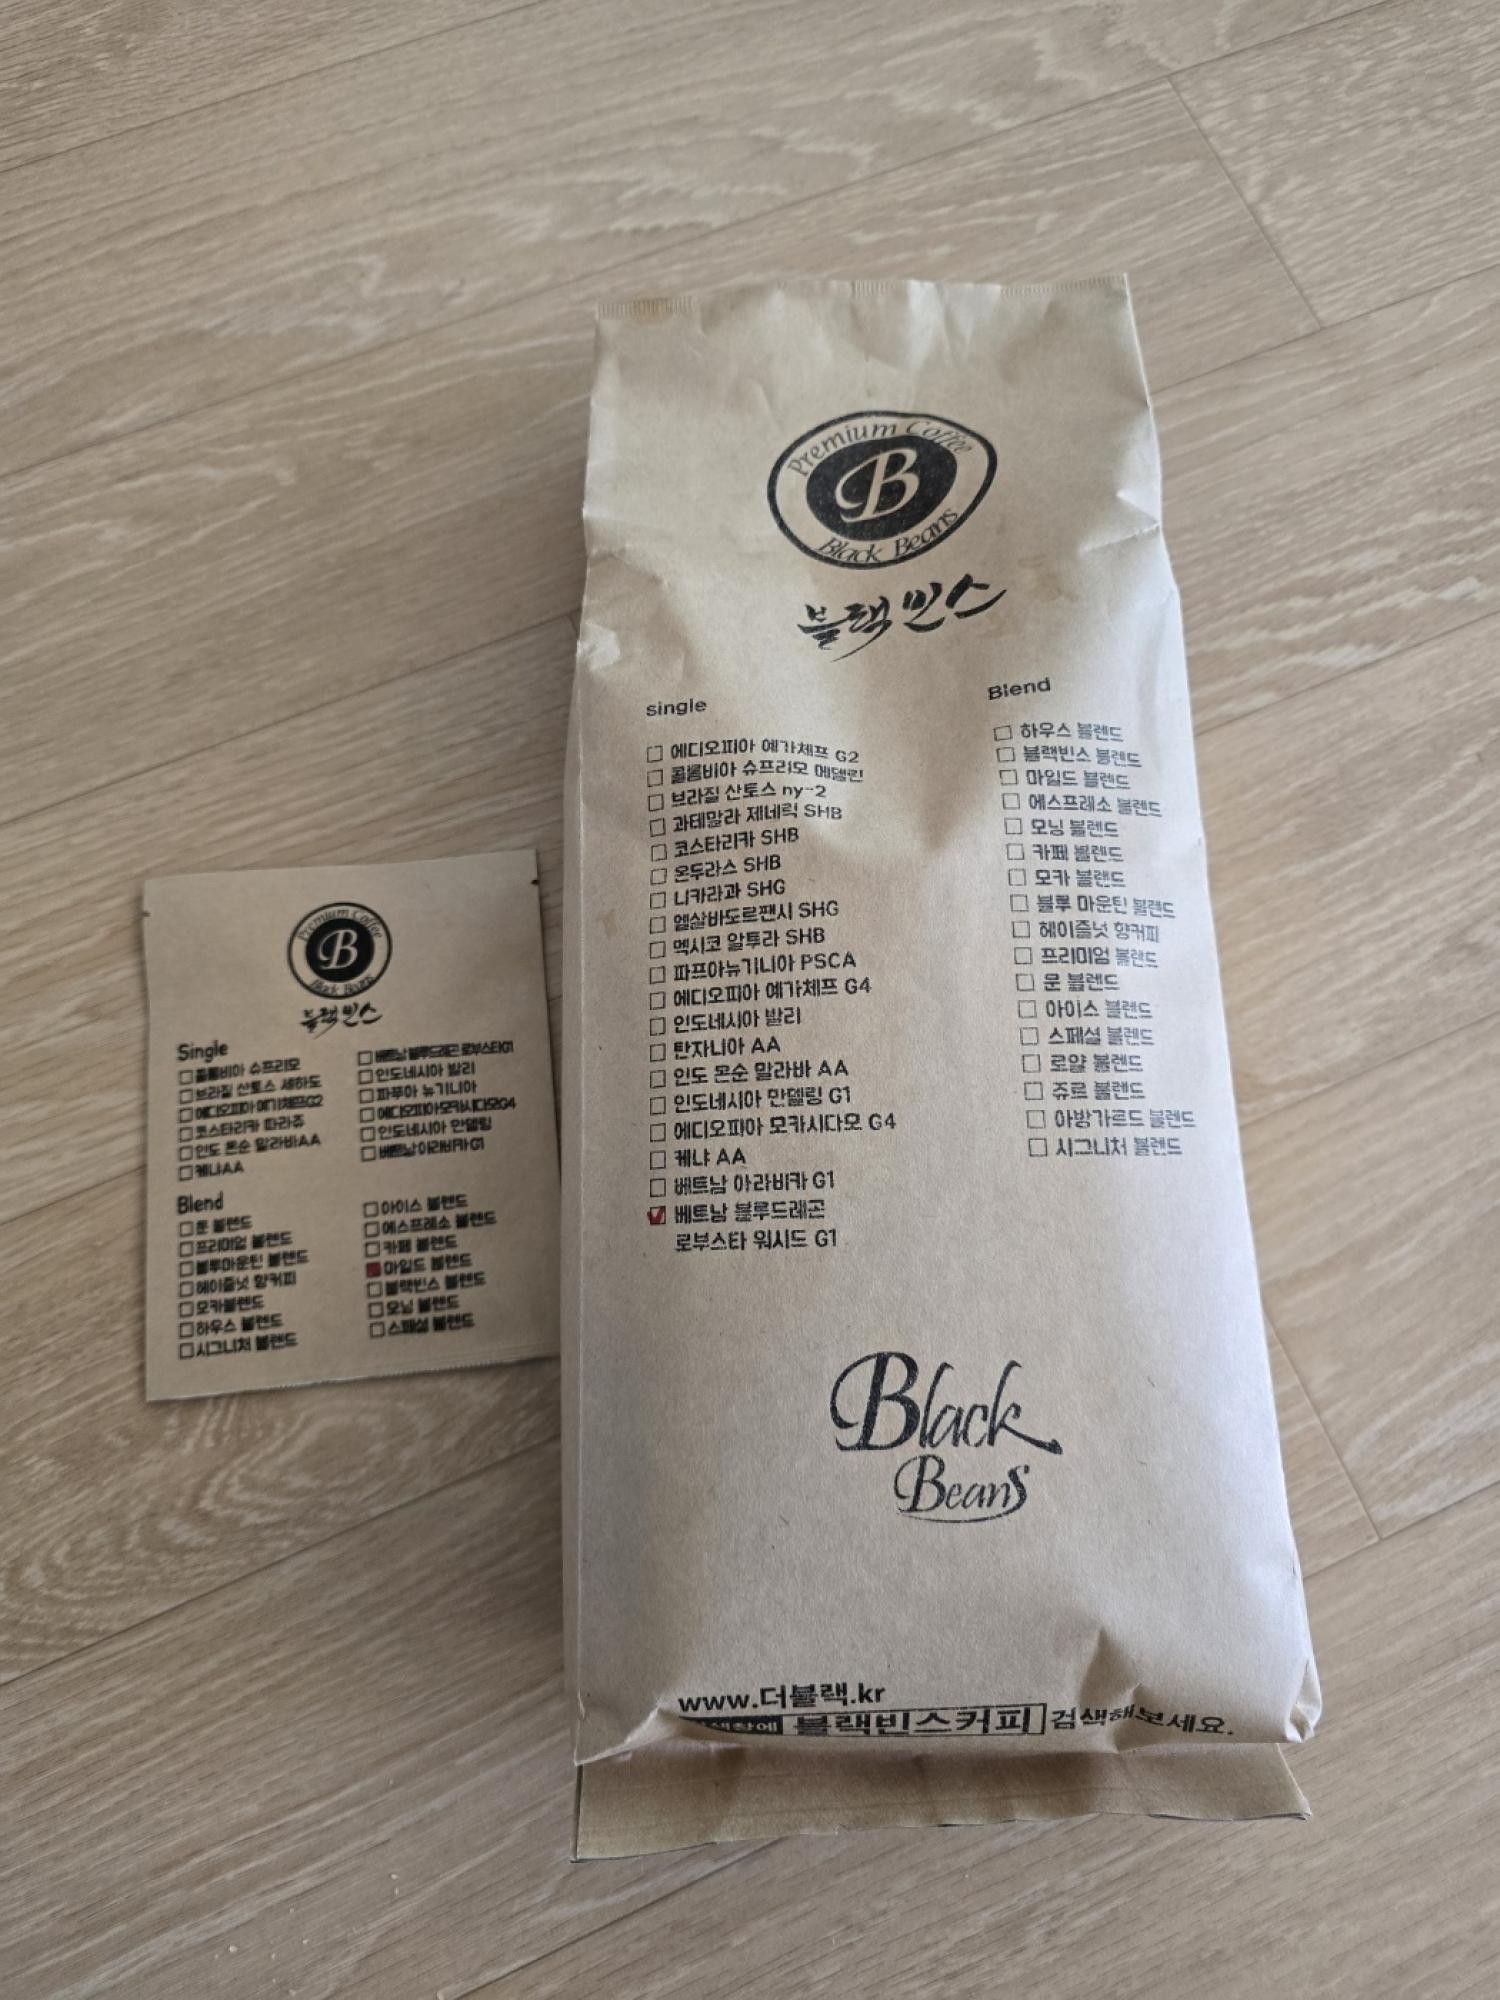 Premium Coffee
B
Black Beans
블랙빈스
Single
콜롬비아 슈프리모
브라질 산토스 세하도
에디오피아 예가체프G2
코스타리카 따라쥬
인도 몬순 말라바AA
케냐AA
베트남 블루드래곤 로부스타G1
인도네시아 발리
파푸아 뉴기니아
에디오피아모카시다모G4
인도네시아 만델링
베트남아라비카G1
Blend
문 블렌드
프리미엄 블렌드
블루마운틴 블렌드
헤이즐넛 향커피
모카블렌드
하우스 블렌드
시그니처 블렌드
아이스 블렌드
에스프레소 블렌드
카페 블렌드
마일드 블렌드
블랙빈스 블렌드
모닝 블렌드
스페셜 블렌드
Premium Coffee
B
Black Beans
블랙빈스
single
에디오피아 예가체프 G2
콜롬비아 슈프리모 메델린
브라질 산토스 ny-2
과테말라 제네릭 SHB
코스타리카 SHB
온두라스 SHB
니카라과 SHG
엘살바도르팬시 SHG
멕시코 알투라 SHB
파프아뉴기니아 PSCA
에디오피아 예가체프 G4
인도네시아 발리
탄자니아 AA
인도 몬순 말라바 AA
인도네시아 만델링 G1
에디오피아 모카시다모 G4
케냐 AA
베트남 아라비카 G1
베트남 블루드래곤
로부스타 워시드 G1
Blend
하우스 블렌드
블랙빈스 블렌드
마일드 블렌드
에스프레소 블렌드
모닝 블렌드
카페 블렌드
모카 블렌드
블루 마운틴 블렌드
헤이즐넛 향커피
프리미엄 블렌드
문 블렌드
아이스 블렌드
스페셜 블렌드
로얄 블렌드
쥬르 블렌드
아방가르드 블렌드
시그니처 블렌드
Black
Beans
www.더블랙.kr
블랙빈스커피 검색해보세요.